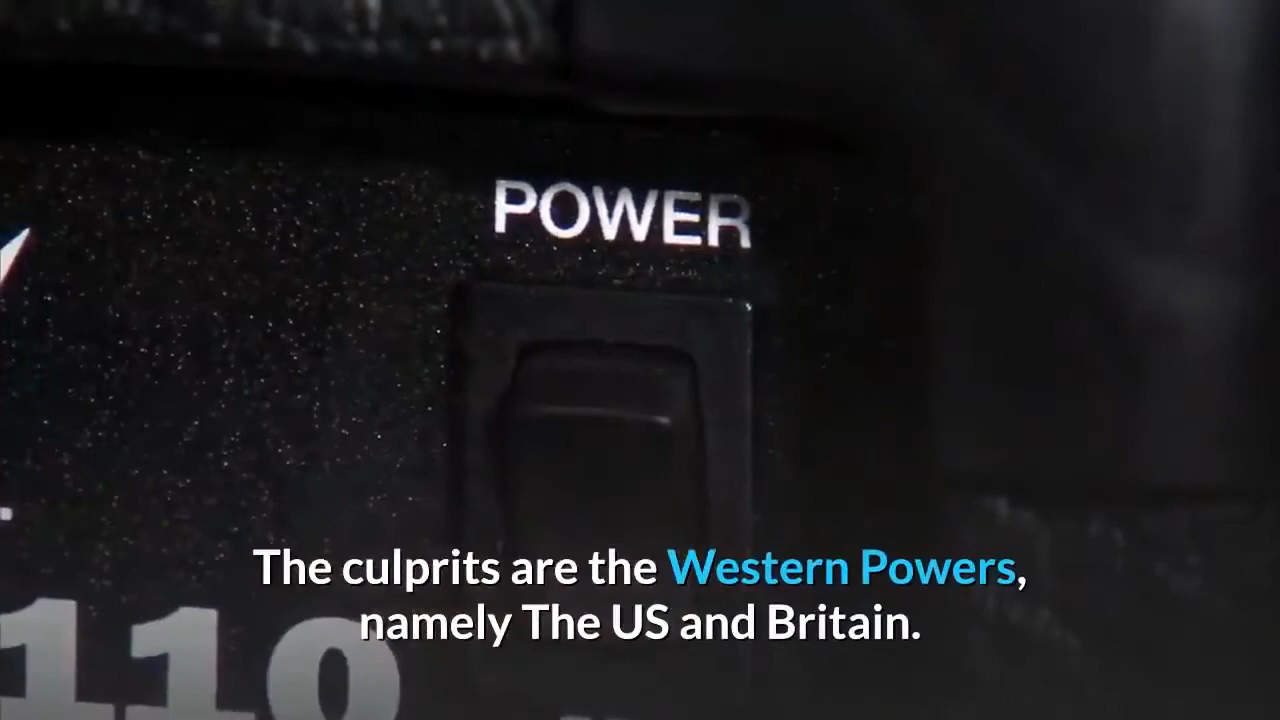 POWER
The culprits are the Western Powers,
namely The US and Britain.
110